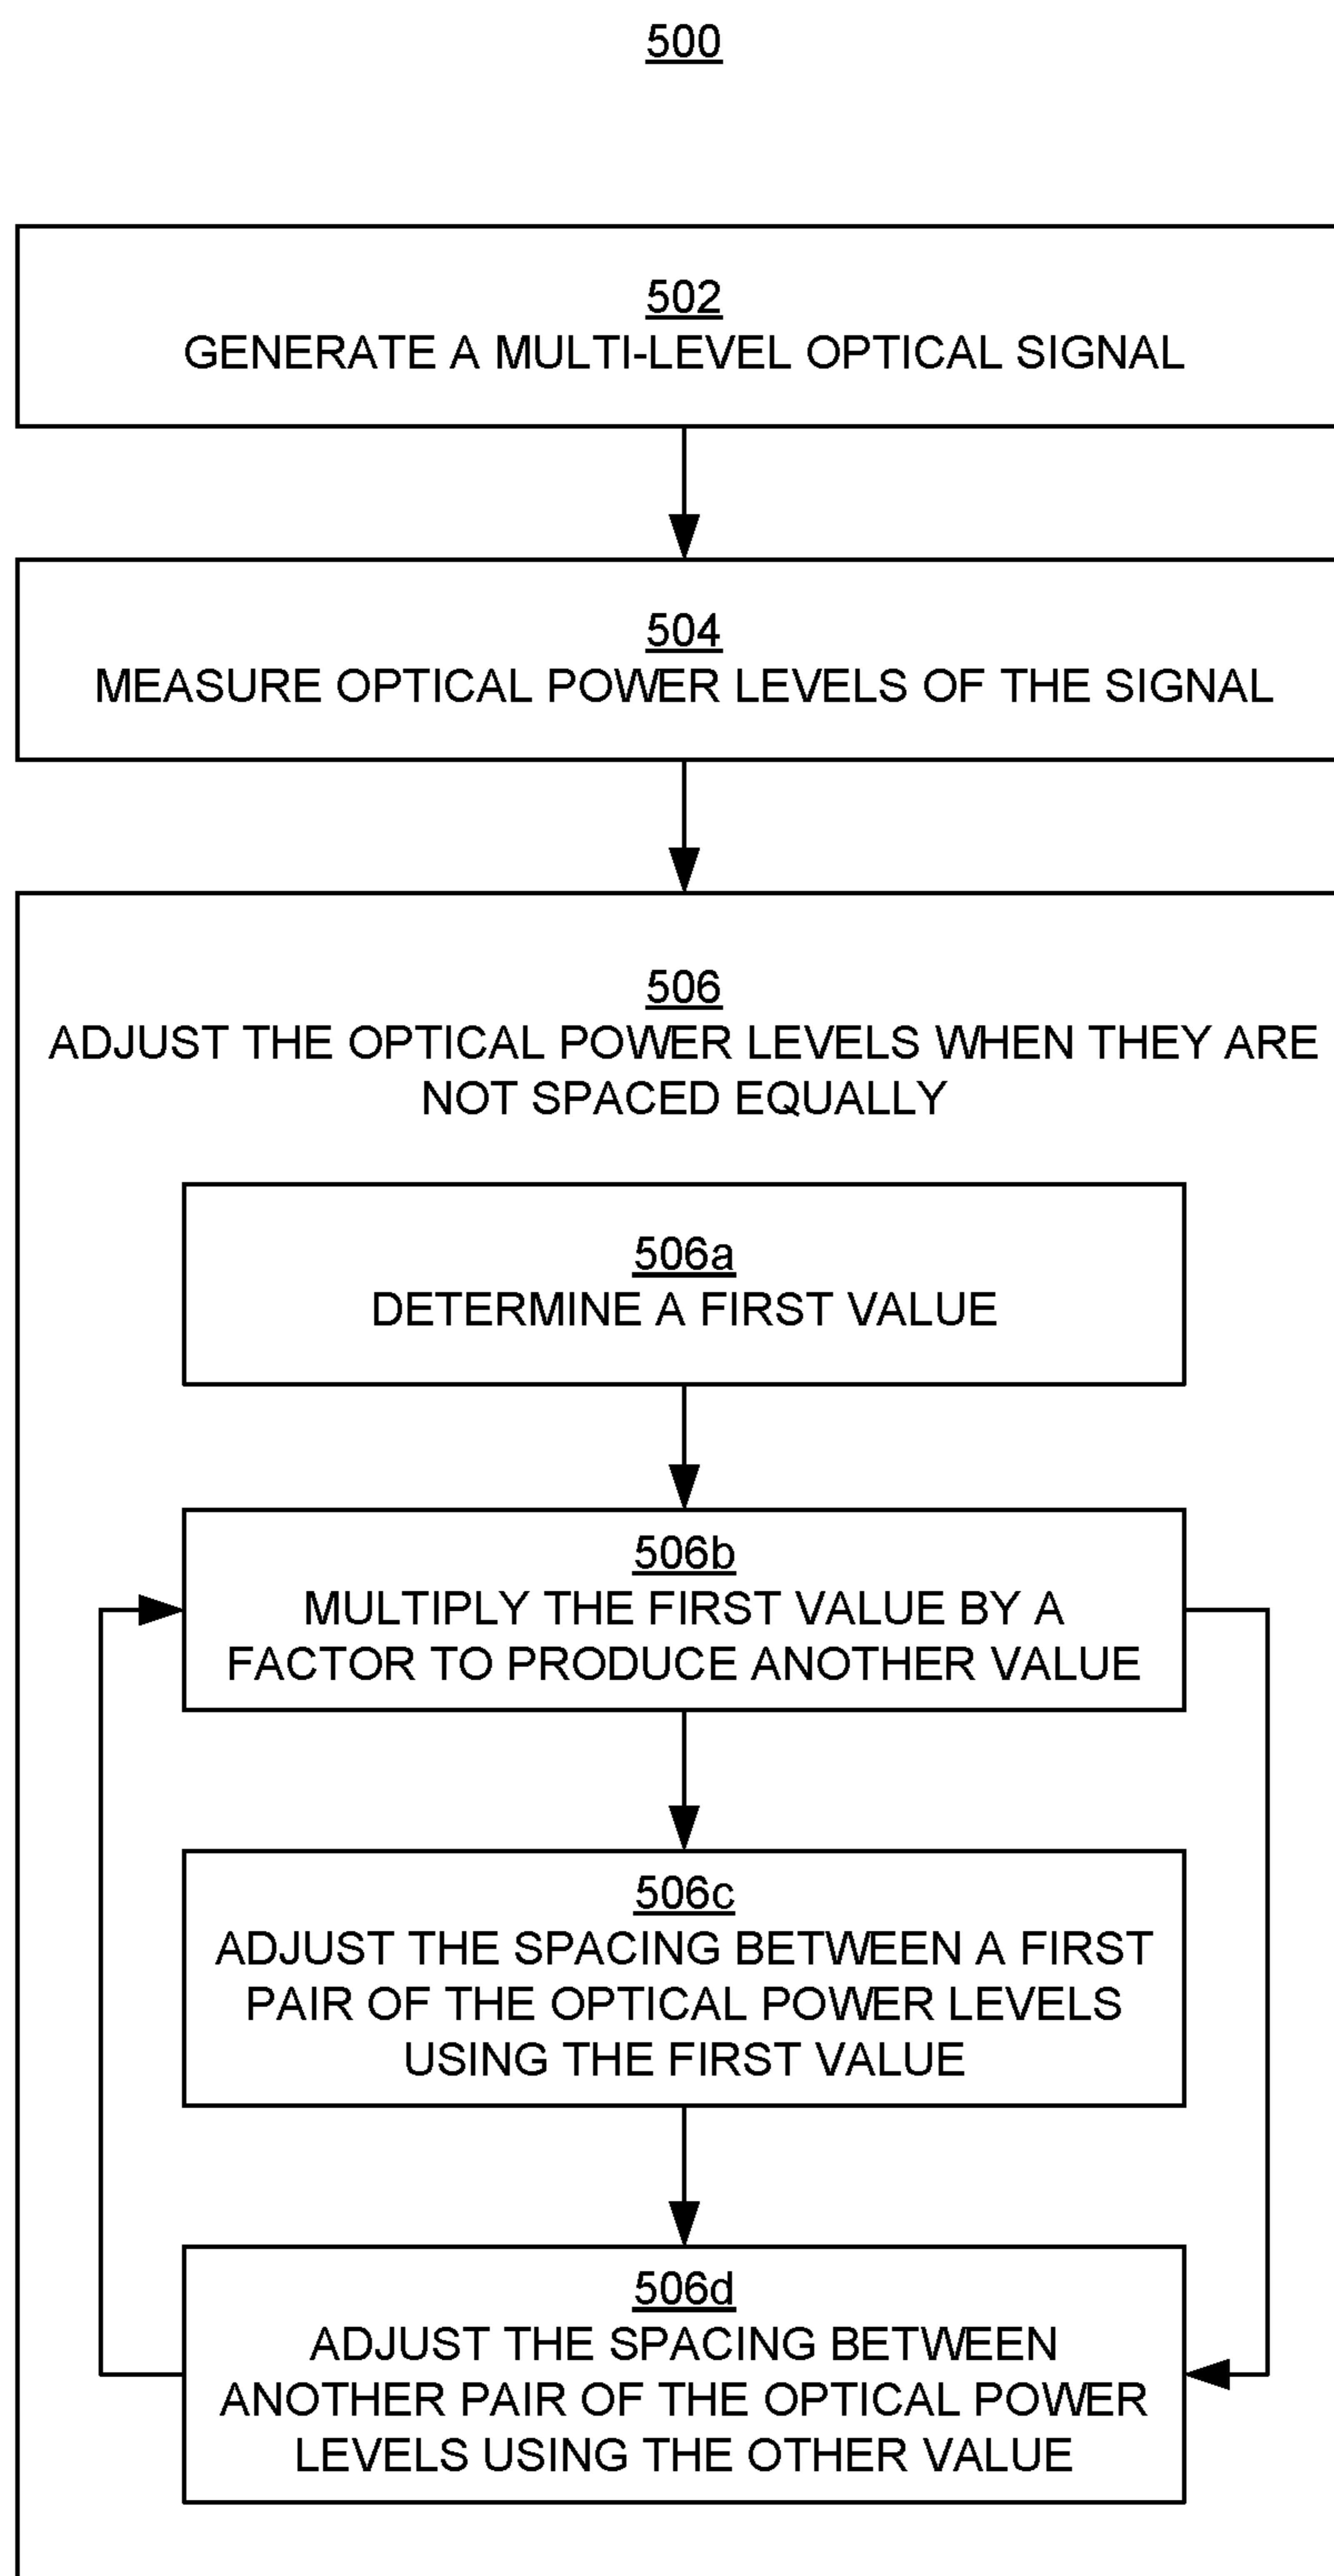 500
502
GENERATE A MULTI-LEVEL OPTICAL SIGNAL
504
MEASURE OPTICAL POWER LEVELS OF THE SIGNAL
506
ADJUST THE OPTICAL POWER LEVELS WHEN THEY ARE
NOT SPACED EQUALLY
506a
DETERMINE A FIRST VALUE
506b
MULTIPLY THE FIRST VALUE BY A
FACTOR TO PRODUCE ANOTHER VALUE
506c
ADJUST THE SPACING BETWEEN A FIRST
PAIR OF THE OPTICAL POWER LEVELS
USING THE FIRST VALUE
506d
ADJUST THE SPACING BETWEEN
ANOTHER PAIR OF THE OPTICAL POWER
LEVELS USING THE OTHER VALUE